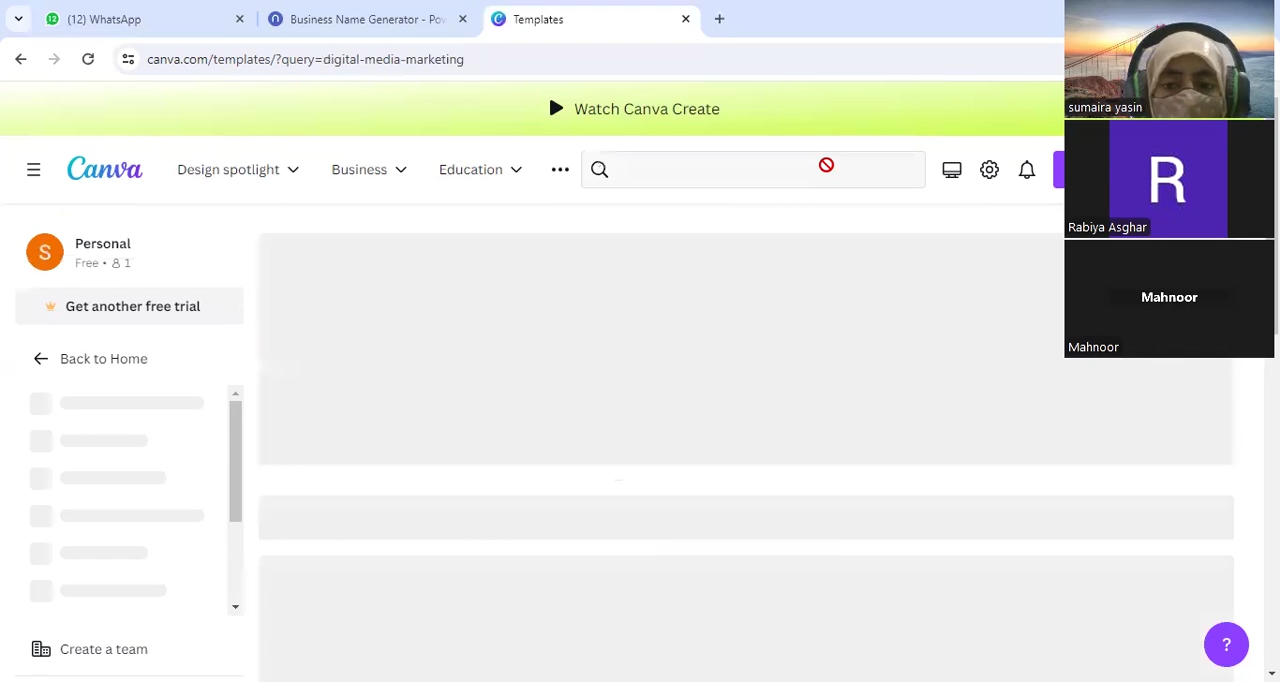 (12) WhatsApp
Business Name Generator - Pow
Templates
canva.com/templates/?query=digital-media-marketing
Watch Canva Create
Canva
Design spotlight
Business
Education
Personal
S
Free • 1
Get another free trial
Back to Home
Create a team
?
sumaira yasin
R
Rabiya Asghar
Mahnoor
Mahnoor